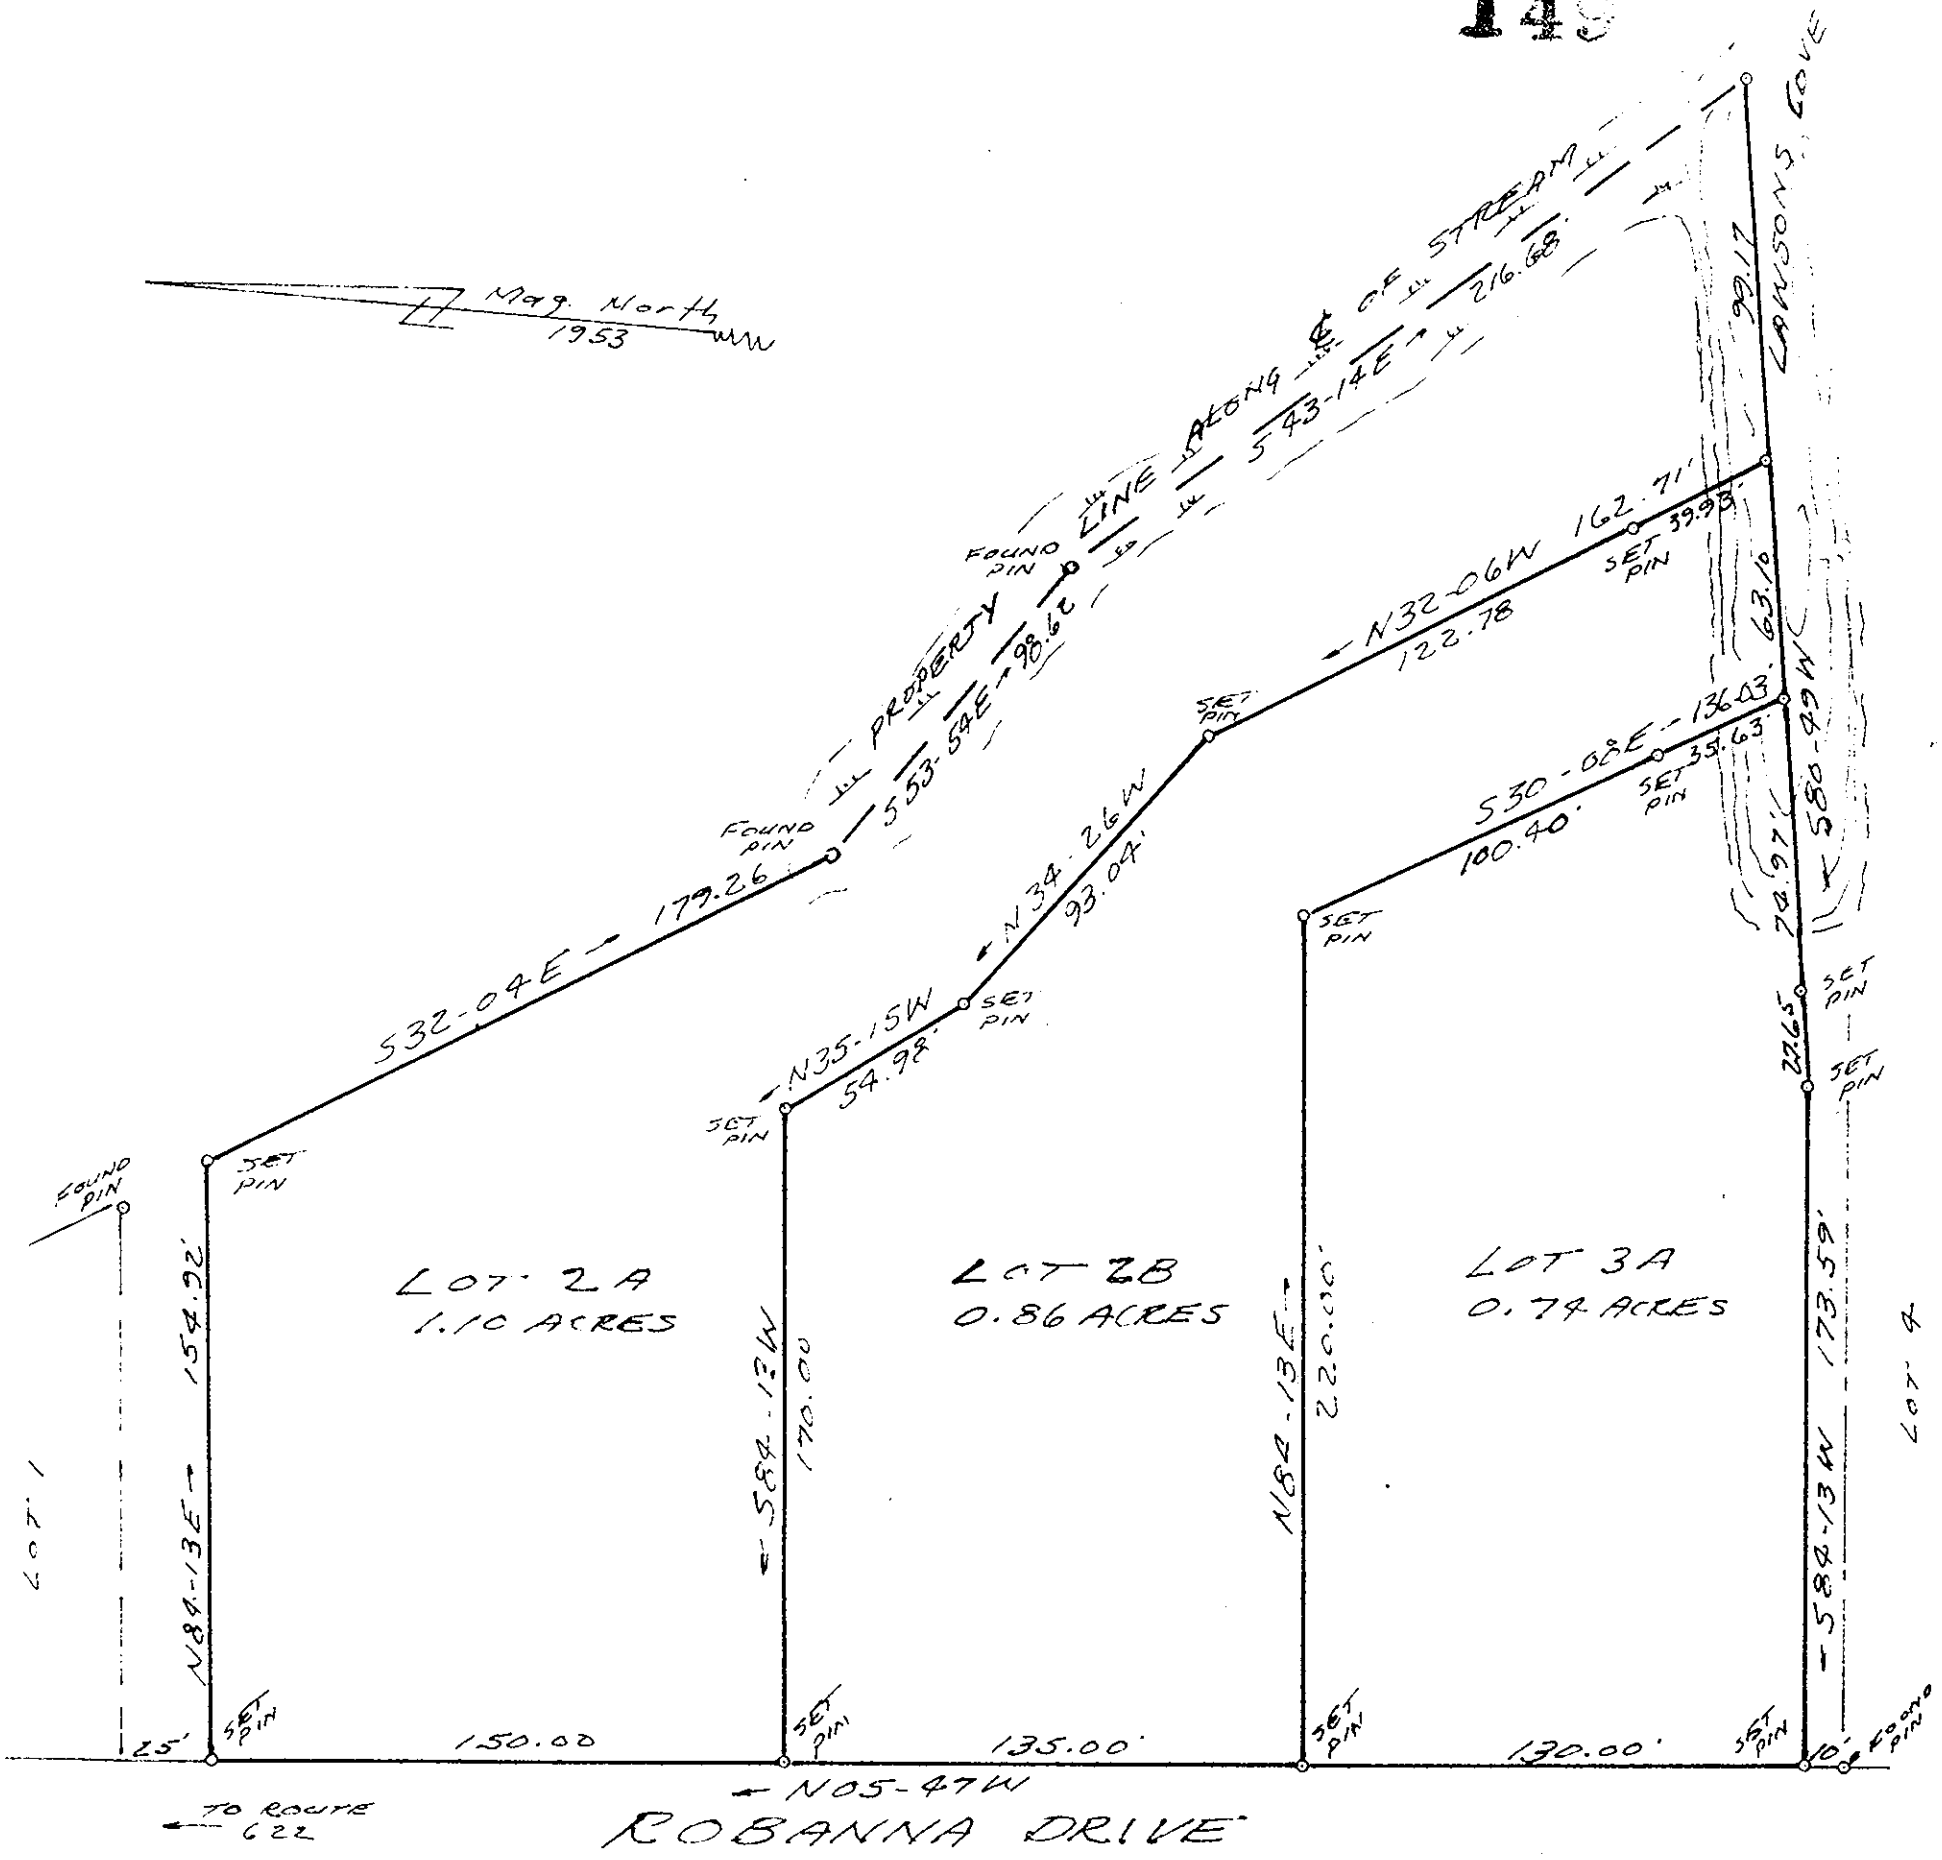 149
LAWSONS COVE
Mag. North
1953
PROPERTY LINE ALONG ℄ OF STREAM
S 43-14E 216.68'
99.17
FOUND
PIN
S53-54E 98.62
162.71'
N32-06W
122.78
39.93'
SET
PIN
63.10
S80-49W
SET
PIN
S30-08E - 136.03
35.63'
100.40'
SET
PIN
74.97'
FOUND
PIN
179.26
S32-04E
N 34-26W
93.04'
SET
PIN
SET
PIN
22.65
SET
PIN
N35-15W
54.98'
SET
PIN
SET
PIN
SET
PIN
FOUND
PIN
SET
PIN
154.92'
N84-13E
LOT 2A
1.10 ACRES
S84-13W
170.00
LOT 2B
0.86 ACRES
N84-13E
220.00'
LOT 3A
0.74 ACRES
S84-13W 173.59'
LOT 4
LOT 1
25'
SET
PIN
150.00
SET
PIN
135.00'
SET
PIN
130.00'
SET
PIN
10'
FOUND
PIN
N05-47W
TO ROUTE
622
ROBANNA DRIVE